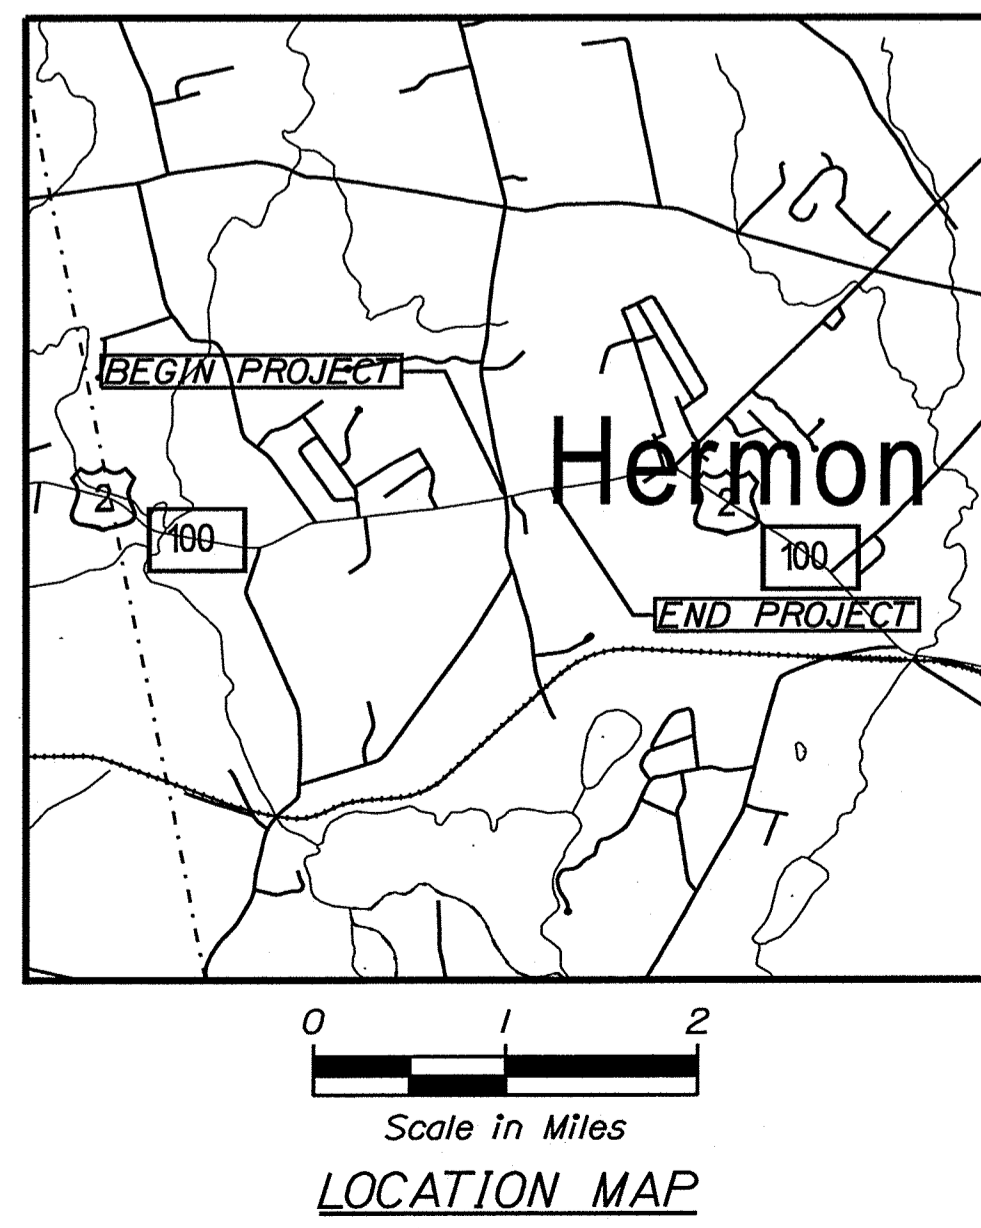 BEGIN PROJECT
Hermon
2
2
100
100
END PROJECT
0 1 2
Scale in Miles
LOCATION MAP